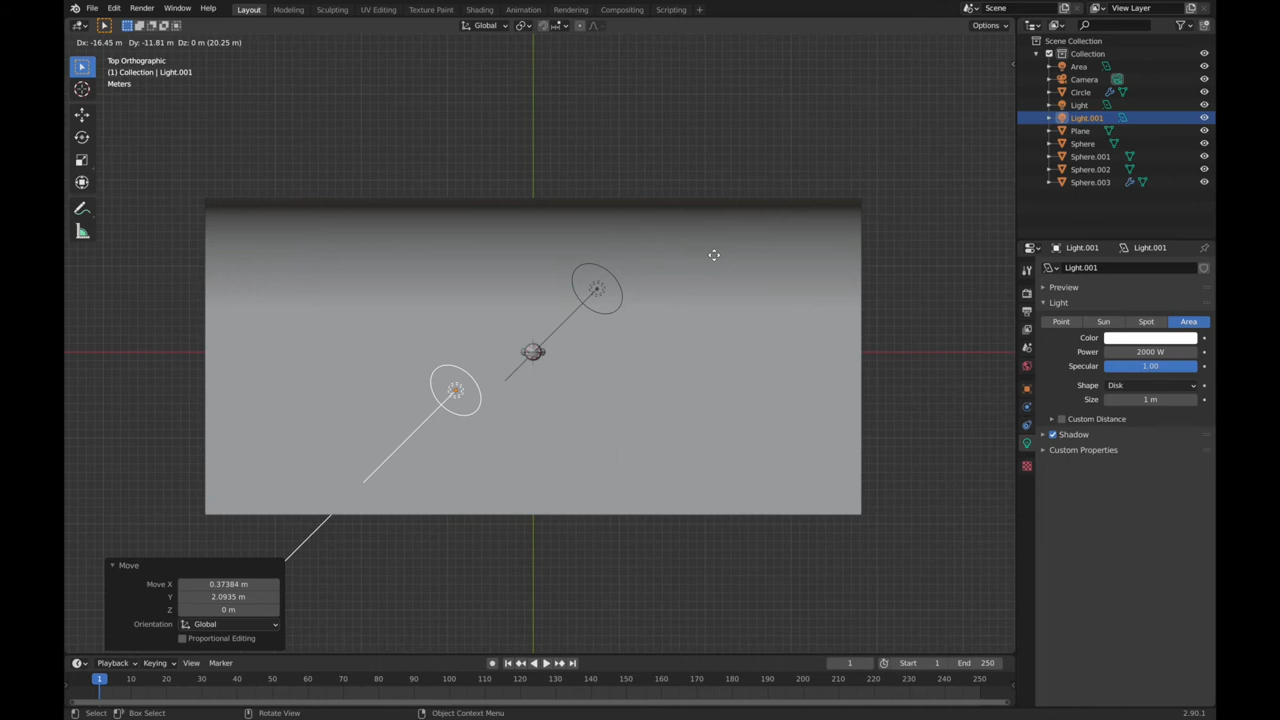 File Edit Render Window Help Layout Modeling Sculpting UV Editing Texture Paint Shading Animation Rendering Compositing Scripting + Scene View Layer
Global Options
Dx: -16.45 m Dy: -11.81 m Dz: 0 m (20.25 m)
Top Orthographic
(1) Collection | Light.001
Meters
Scene Collection
Collection
Area
Camera
Circle
Light
Light.001
Plane
Sphere
Sphere.001
Sphere.002
Sphere.003
Light.001 Light.001
Light.001
Preview
Light
Point Sun Spot Area
Color
Power 2000 W
Specular 1.00
Shape Disk
Size 1 m
Custom Distance
Shadow
Custom Properties
Move
Move X 0.37384 m
Y 2.0935 m
Z 0 m
Orientation Global
Proportional Editing
Playback Keying View Marker 1 Start 1 End 250
1 10 20 30 40 50 60 70 80 90 100 110 120 130 140 150 160 170 180 190 200 210 220 230 240 250
Select Box Select Rotate View Object Context Menu 2.90.1